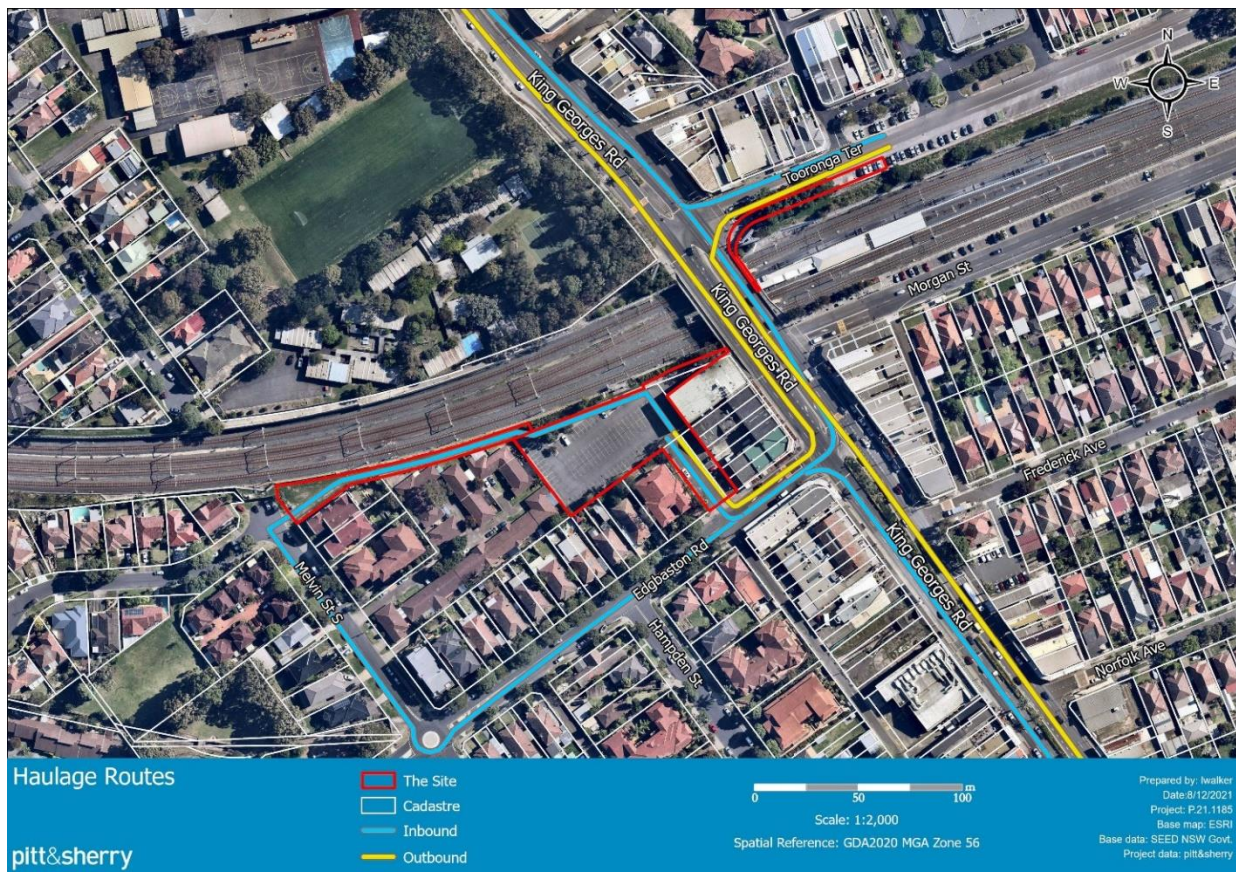 N
W
E
S
King Georges Rd
Tooronga Ter
Morgan St
King Georges Rd
Frederick Ave
King Georges Rd
Edgbaston Rd
Melvin St S
Hampden St
Norfolk Ave
Haulage Routes
pitt&sherry
The Site
Cadastre
Inbound
Outbound
m
0 50 100
Scale: 1:2,000
Spatial Reference: GDA2020 MGA Zone 56
Prepared by: lwalker
Date:8/12/2021
Project: P.21.1185
Base map: ESRI
Base data: SEED NSW Govt.
Project data: pitt&sherry